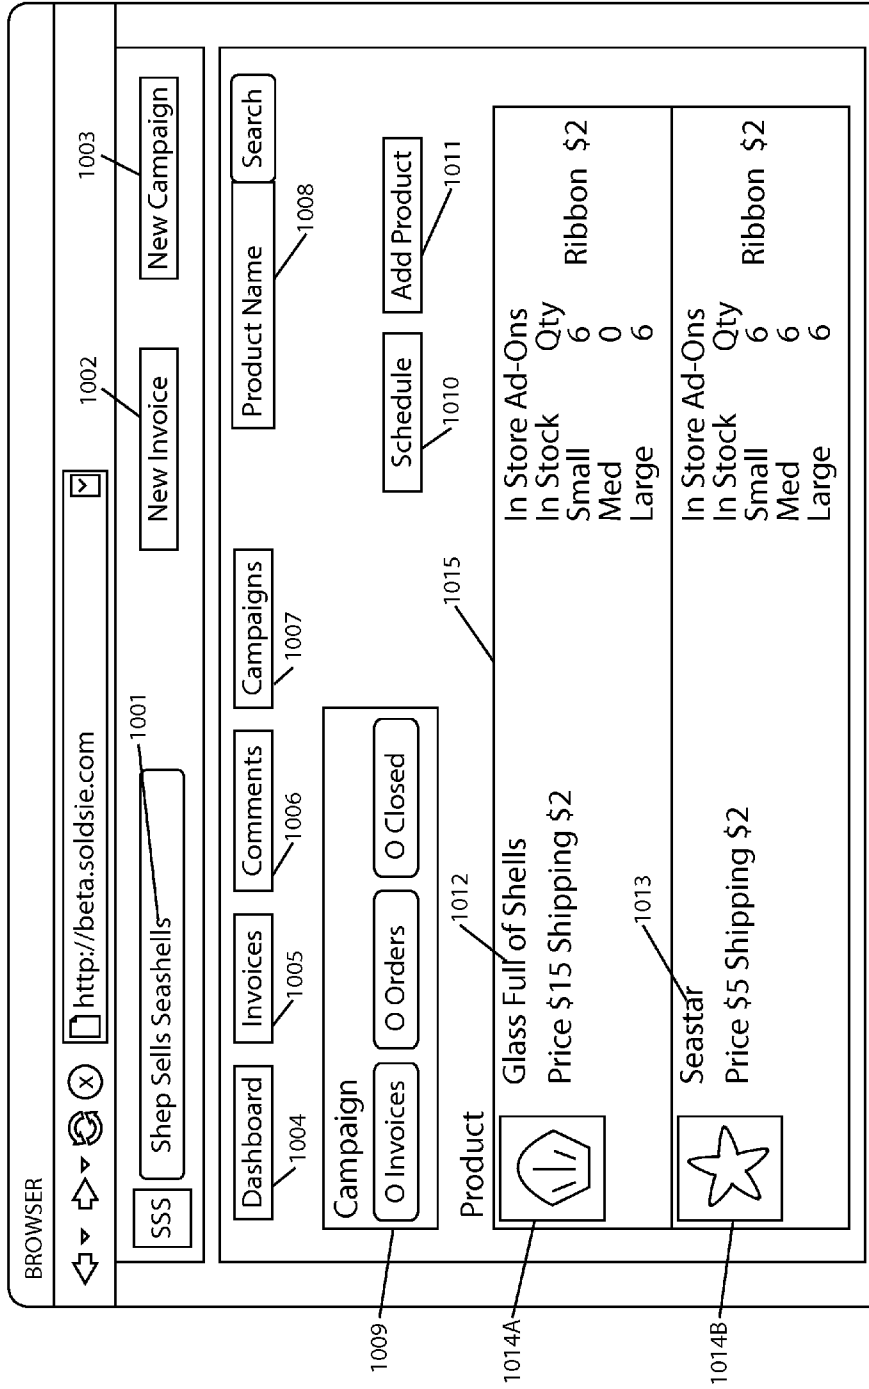 BROWSER
http://beta.soldsie.com
1001
1002
1003
SSS
Shep Sells Seashells
New Invoice
New Campaign
Dashboard
Invoices
Comments
Campaigns
Product Name
Search
1004
1005
1006
1007
1008
Campaign
O Invoices
O Orders
O Closed
Schedule
Add Product
1009
1010
1011
Product
1012
1015
Glass Full of Shells
Price $15 Shipping $2
In Store Ad-Ons
In Stock Qty
Small 6
Med 0
Large 6
Ribbon $2
1014A
1013
Seastar
Price $5 Shipping $2
In Store Ad-Ons
In Stock Qty
Small 6
Med 6
Large 6
Ribbon $2
1014B